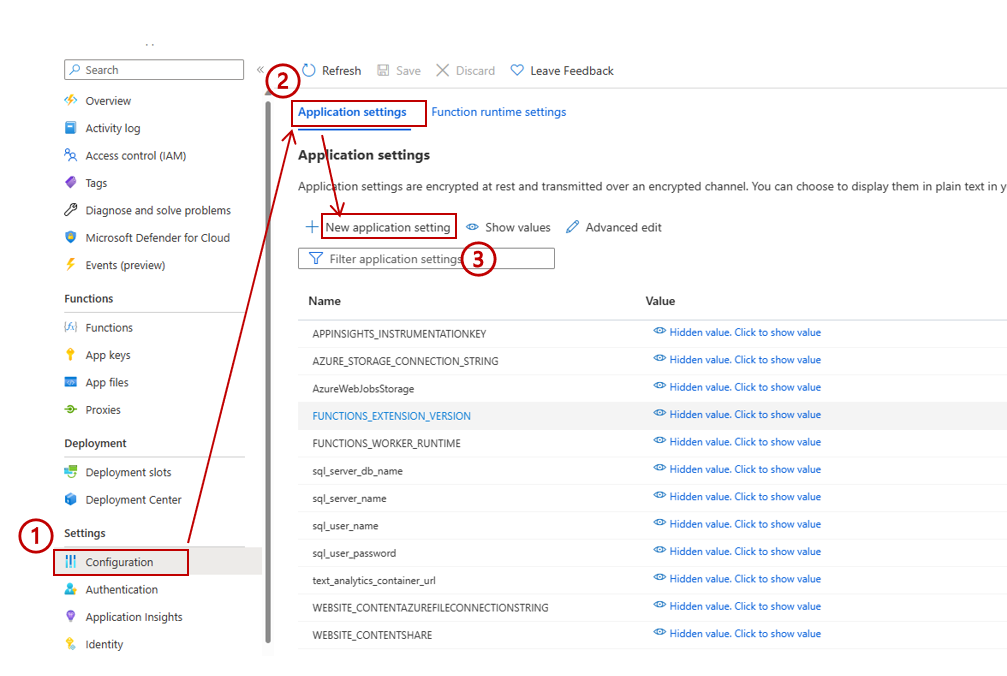 Search
«
Overview
Activity log
Access control (IAM)
Tags
Diagnose and solve problems
Microsoft Defender for Cloud
Events (preview)
Functions
Functions
App keys
App files
Proxies
Deployment
Deployment slots
Deployment Center
Settings
1
Configuration
Authentication
Application Insights
Identity
2
Refresh Save Discard Leave Feedback
Application settings Function runtime settings
Application settings
Application settings are encrypted at rest and transmitted over an encrypted channel. You can choose to display them in plain text in y
New application setting Show values Advanced edit
Filter application settings
3
Name Value
APPINSIGHTS_INSTRUMENTATIONKEY Hidden value. Click to show value
AZURE_STORAGE_CONNECTION_STRING Hidden value. Click to show value
AzureWebJobsStorage Hidden value. Click to show value
FUNCTIONS_EXTENSION_VERSION Hidden value. Click to show value
FUNCTIONS_WORKER_RUNTIME Hidden value. Click to show value
sql_server_db_name Hidden value. Click to show value
sql_server_name Hidden value. Click to show value
sql_user_name Hidden value. Click to show value
sql_user_password Hidden value. Click to show value
text_analytics_container_url Hidden value. Click to show value
WEBSITE_CONTENTAZUREFILECONNECTIONSTRING Hidden value. Click to show value
WEBSITE_CONTENTSHARE Hidden value. Click to show value